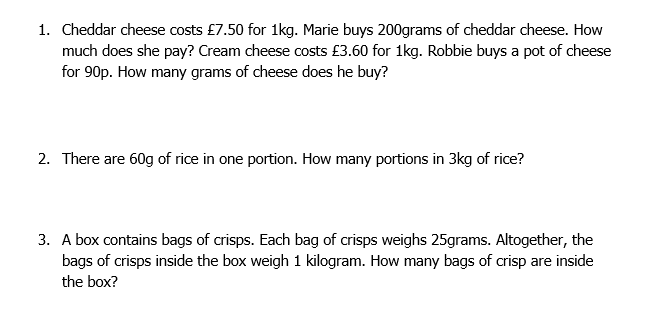 1. Cheddar cheese costs £7.50 for 1kg. Marie buys 200grams of cheddar cheese. How
much does she pay? Cream cheese costs £3.60 for 1kg. Robbie buys a pot of cheese
for 90p. How many grams of cheese does he buy?
2. There are 60g of rice in one portion. How many portions in 3kg of rice?
3. A box contains bags of crisps. Each bag of crisps weighs 25grams. Altogether, the
bags of crisps inside the box weigh 1 kilogram. How many bags of crisp are inside
the box?